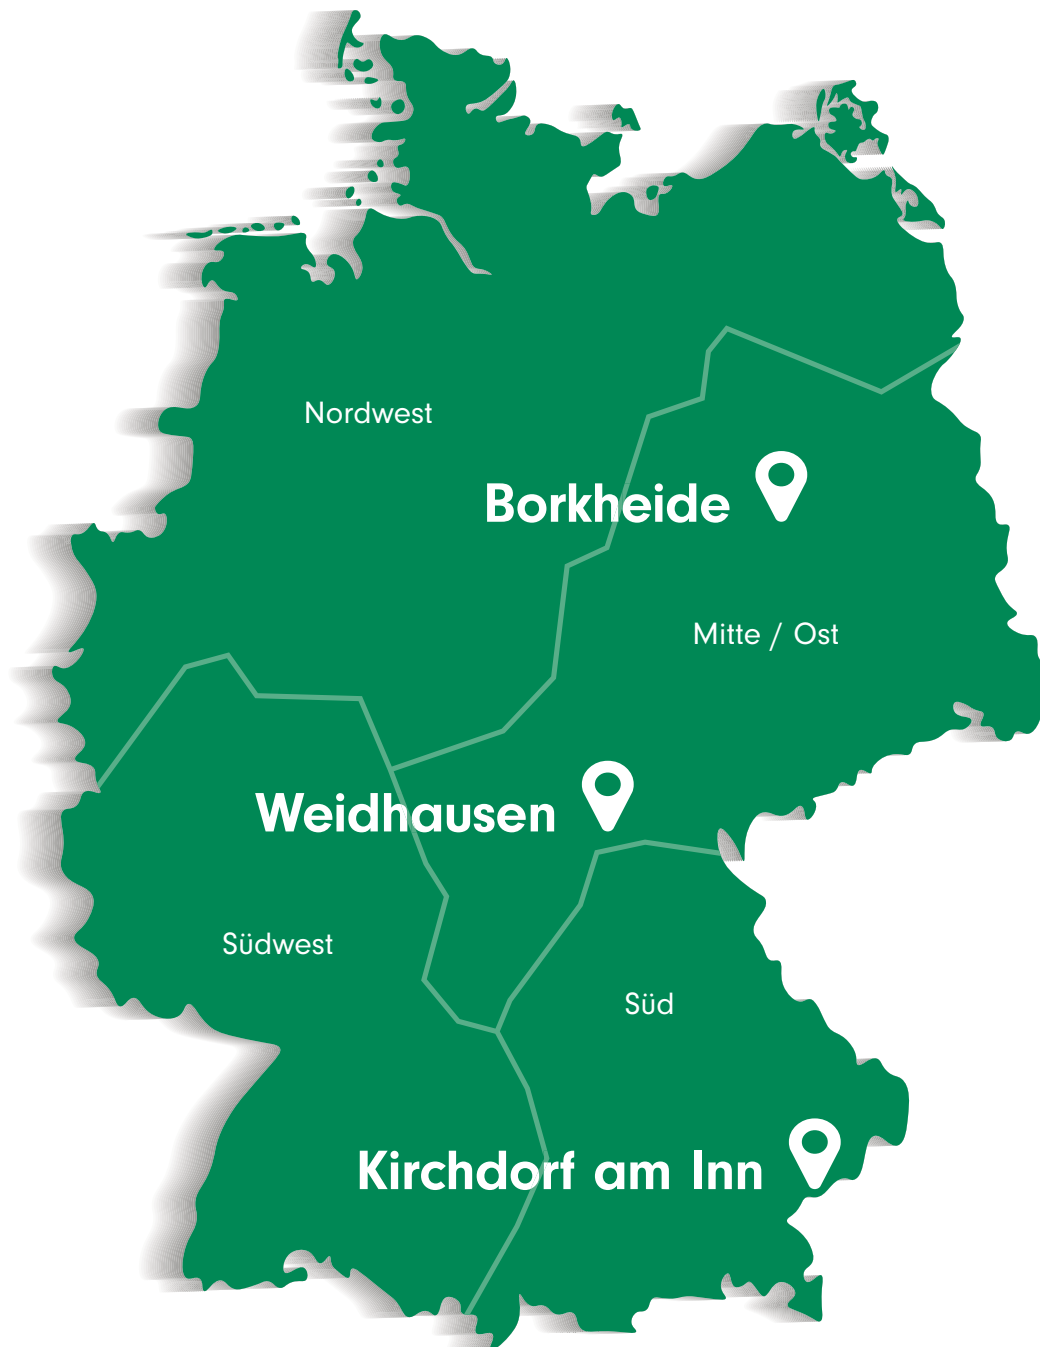 Nordwest
Borkheide
Mitte / Ost
Weidhausen
Südwest
Süd
Kirchdorf am Inn